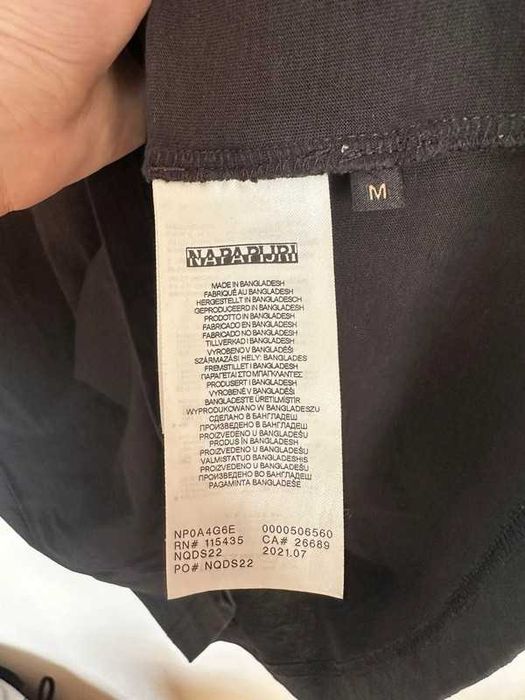 M
NAPAPIJRI
MADE IN BANGLADESH
FABRIQUÉ AU BANGLADESH
HERGESTELLT IN BANGLADESCH
GEPRODUCEERD IN BANGLADESH
PRODOTTO IN BANGLADESH
FABRICADO EN BANGLADESH
FABRICADO NO BANGLADESH
TILLVERKAD I BANGLADESH
VYROBENO V BANGLADÉŠI
SZÁRMAZÁSI HELY: BANGLADES
FREMSTILLET I BANGLADESH
ΠΑΡΑΓΕΤΑΙ ΣΤΟ ΜΠΑΓΚΛΑΝΤΕΣ
PRODUSERT I BANGLADESH
VYROBENÉ V BANGLADÉŠI
BANGLADEŞTE ÜRETİLMİŞTİR
WYPRODUKOWANO W BANGLADESZU
СДЕЛАНО В БАНГЛАДЕШ
ПРОИЗВЕДЕНО В БАНГЛАДЕШ
PROIZVEDENO U BANGLADEŠU
PRODUS ÎN BANGLADESH
PROIZVEDENO U BANGLADEŠU
VALMISTATUD BANGLADESHIS
PROIZVEDENO U BANGLADEŠU
ПРОИЗВЕДЕНО ВО БАНГЛАДЕШ
PAGAMINTA BANGLADEŠE
NP0A4G6E 0000506560
RN# 115435 CA# 26689
NQDS22 2021.07
PO# NQDS22